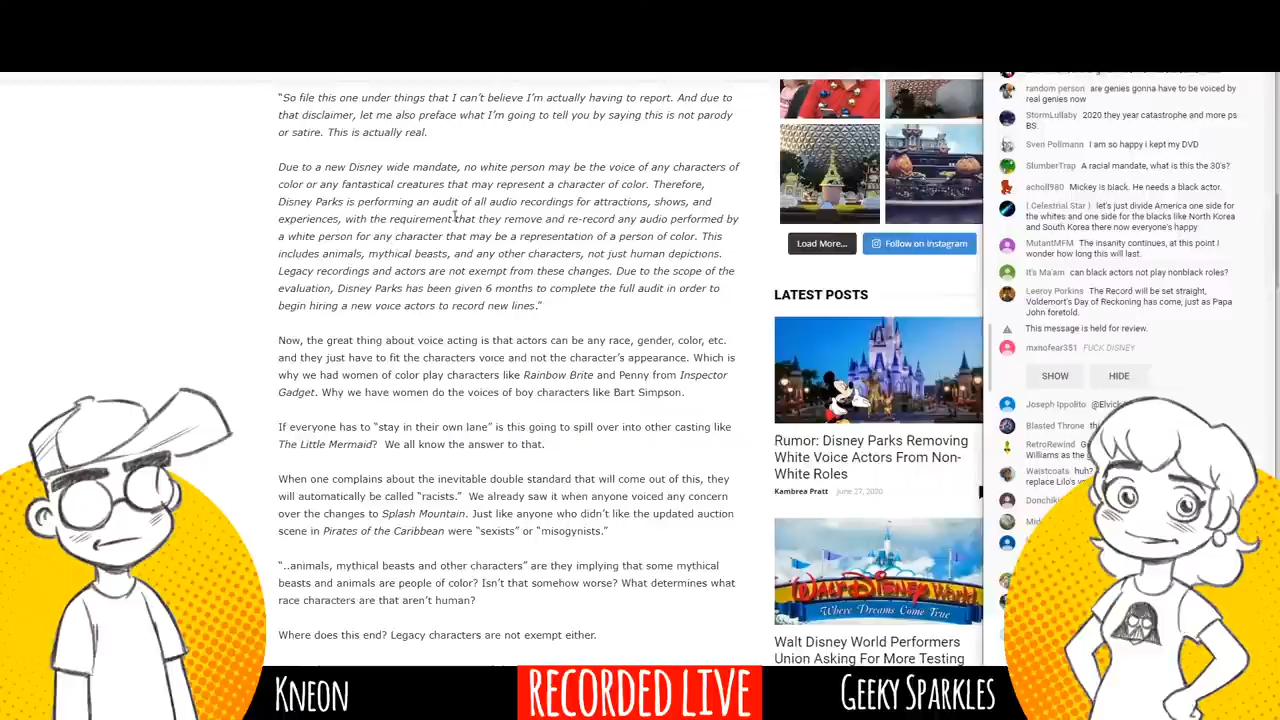 “So file this one under things that I can’t believe I’m actually having to report. And due to
that disclaimer, let me also preface what I’m going to tell you by saying this is not parody
or satire. This is actually real.
Due to a new Disney wide mandate, no white person may be the voice of any characters of
color or any fantastical creatures that may represent a character of color. Therefore,
Disney Parks is performing an audit of all audio recordings for attractions, shows, and
experiences, with the requirement that they remove and re-record any audio performed by
a white person for any character that may be a representation of a person of color. This
includes animals, mythical beasts, and any other characters, not just human depictions.
Legacy recordings and actors are not exempt from these changes. Due to the scope of the
evaluation, Disney Parks has been given 6 months to complete the full audit in order to
begin hiring a new voice actors to record new lines.”
Now, the great thing about voice acting is that actors can be any race, gender, color, etc.
and they just have to fit the characters voice and not the character’s appearance. Which is
why we had women of color play characters like Rainbow Brite and Penny from Inspector
Gadget. Why we have women do the voices of boy characters like Bart Simpson.
If everyone has to “stay in their own lane” is this going to spill over into other casting like
The Little Mermaid? We all know the answer to that.
When one complains about the inevitable double standard that will come out of this, they
will automatically be called “racists.” We already saw it when anyone voiced any concern
over the changes to Splash Mountain. Just like anyone who didn’t like the updated auction
scene in Pirates of the Caribbean were “sexists” or “misogynists.”
“..animals, mythical beasts and other characters” are they implying that some mythical
beasts and animals are people of color? Isn’t that somehow worse? What determines what
race characters are that aren’t human?
Where does this end? Legacy characters are not exempt either.
Load More...
Follow on Instagram
LATEST POSTS
Rumor: Disney Parks Removing
White Voice Actors From Non-
White Roles
Kambrea Pratt June 27, 2020
WALT DISNEY World
Where Dreams Come True
Walt Disney World Performers
Union Asking For More Testing
random person are genies gonna have to be voiced by
real genies now
StormLullaby 2020 they year catastrophe and more ps
BS.
Sven Pollmann I am so happy i kept my DVD
SlumberTrap A racial mandate, what is this the 30's?
acholl980 Mickey is black. He needs a black actor.
( Celestial Star ) let's just divide America one side for
the whites and one side for the blacks like North Korea
and South Korea there now everyone's happy
MutantMFM The insanity continues, at this point I
wonder how long this will last.
It's Ma'am can black actors not play nonblack roles?
Leeroy Porkins The Record will be set straight,
Voldemort's Day of Reckoning has come, just as Papa
John foretold.
This message is held for review.
mxnofear351 FUCK DISNEY
SHOW
HIDE
Joseph Ippolito
Blasted Throne
RetroRewind
Williams as the
Waistcoats huh?
replace Lilo's
KNEON
RECORDED LIVE
GEEKY SPARKLES